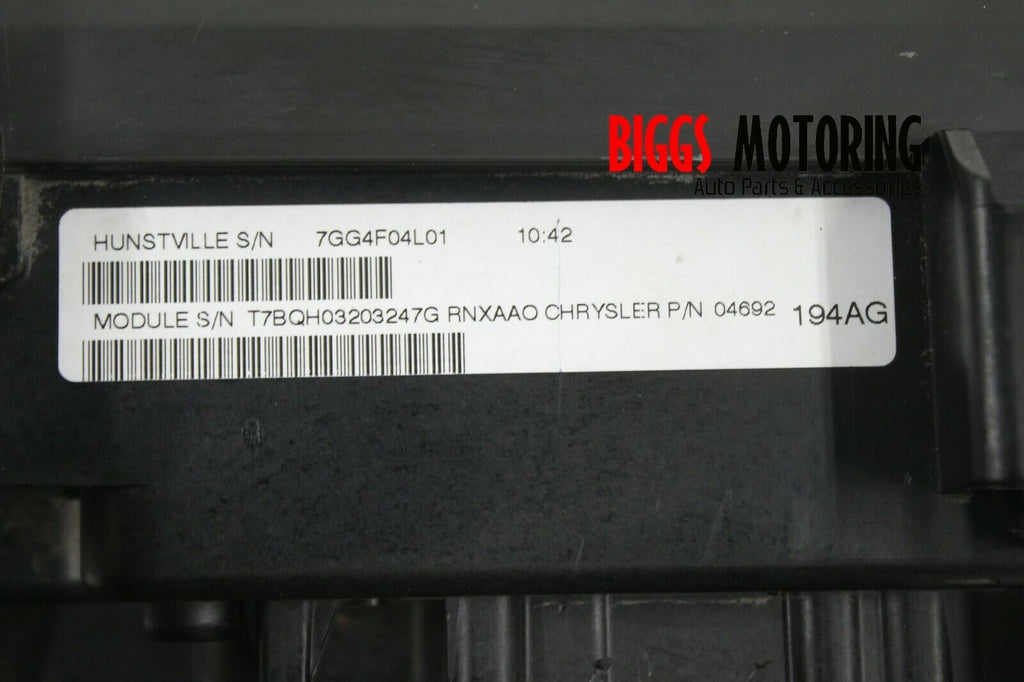 BIGGS MOTORING
Auto Parts & Accessories
HUNSTVILLE S/N 7GG4F04L01 10:42
MODULE S/N T7BQH03203247G RNXAAO CHRYSLER P/N 04692 194AG